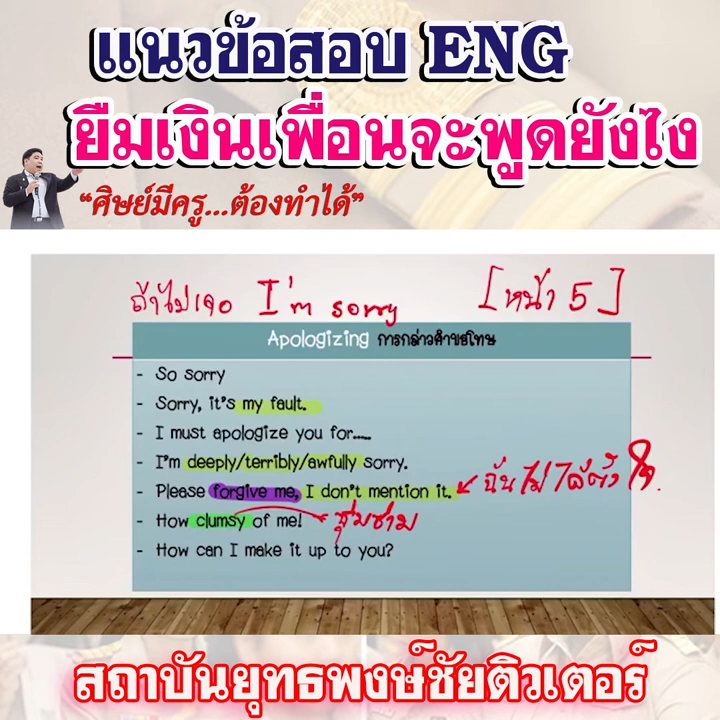 แนวข้อสอบ ENG
ยืมเงินเพื่อนจะพูดยังไง
“ศิษย์มีครู...ต้องทำได้”
ถ้าไม่เจอ I'm sorry [หน้า 5]
Apologizing การกล่าวคำขอโทษ
- So sorry
- Sorry, it's my fault.
- I must apologize you for.....
- I'm deeply/terribly/awfully sorry.
- Please forgive me, I don't mention it. ฉันไม่ได้ตั้งใจ.
- How clumsy of me! ซุ่มซ่าม
- How can I make it up to you?
สถาบันยุทธพงษ์ชัยติวเตอร์